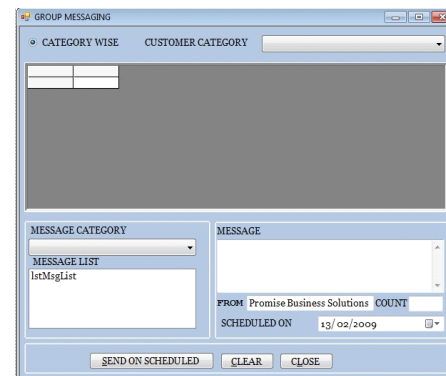 GROUP MESSAGING
CATEGORY WISE CUSTOMER CATEGORY
MESSAGE CATEGORY
MESSAGE LIST
lstMsgList
MESSAGE
FROM Promise Business Solutions COUNT
SCHEDULED ON 13/02/2009
SEND ON SCHEDULED CLEAR CLOSE